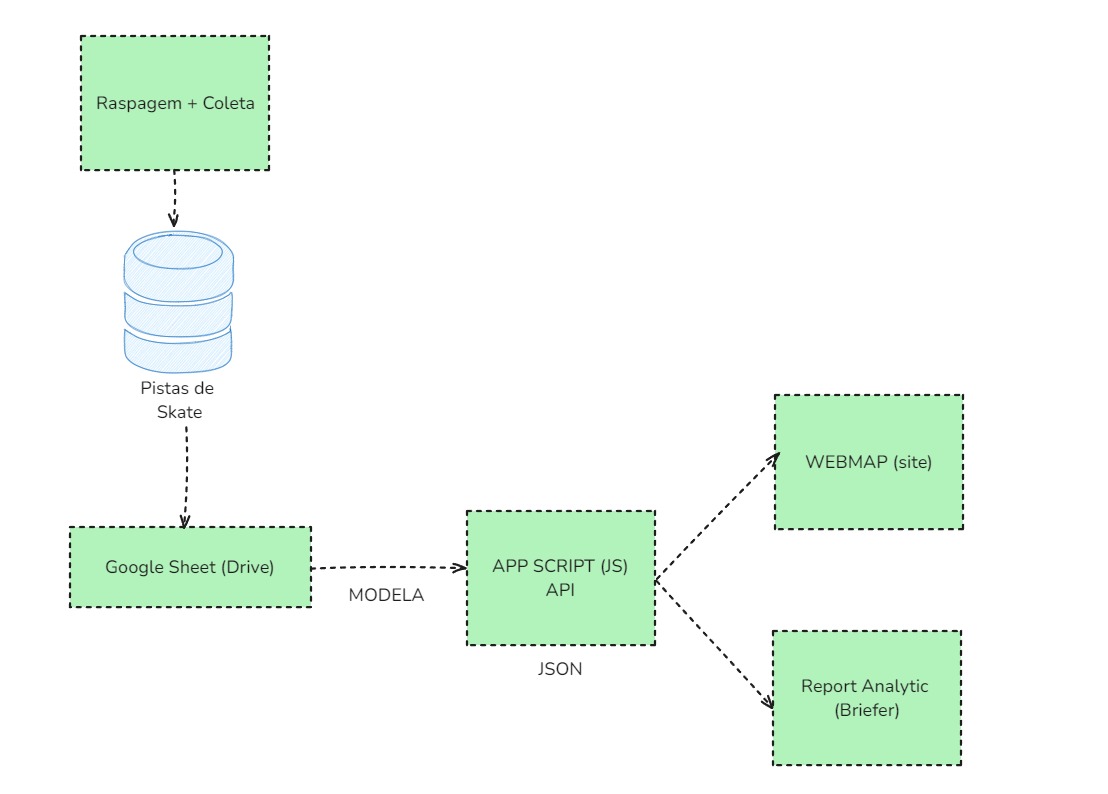 Raspagem + Coleta
Pistas de
Skate
Google Sheet (Drive)
MODELA
APP SCRIPT (JS)
API
JSON
WEBMAP (site)
Report Analytic
(Briefer)